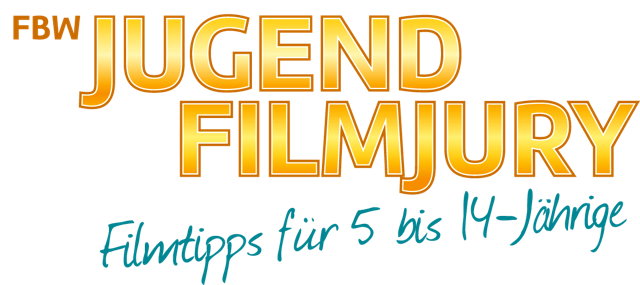 FBW JUGEND
FILMJURY
Filmtipps für 5 bis 14-Jährige